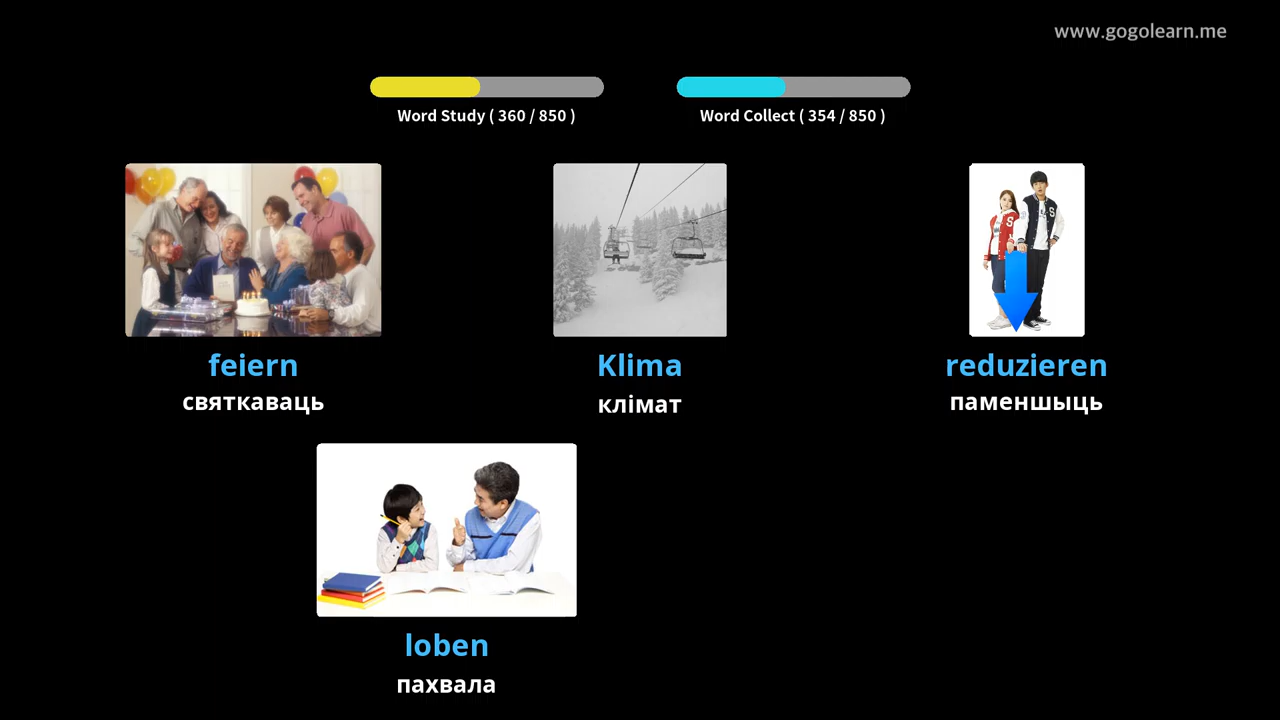 www.gogolearn.me
Word Study ( 360 / 850 )
Word Collect ( 354 / 850 )
feiern
святкаваць
Klima
клімат
reduzieren
паменшыць
loben
пахвала